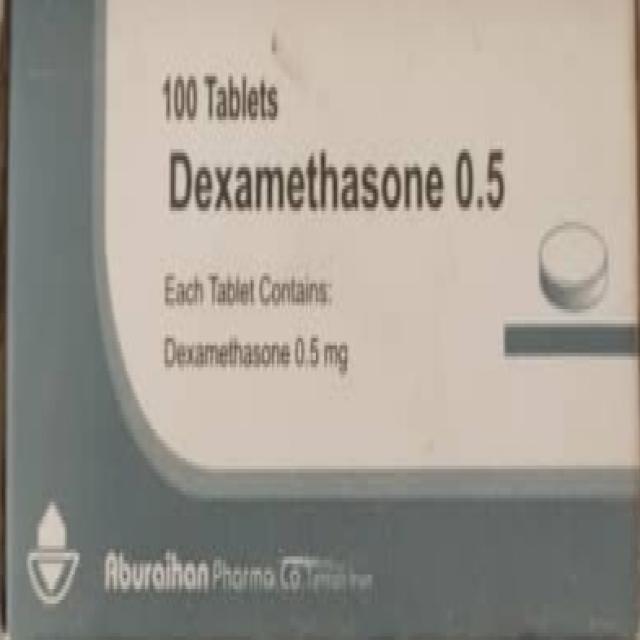 100 Tablets
Dexamethasone 0.5
Each Tablet Contains:
Dexamethasone 0.5 mg
Aburaihan Pharma Co